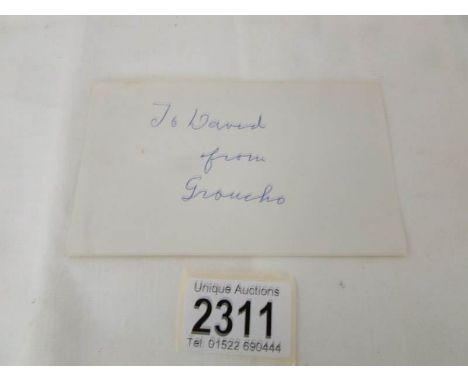 To David
from
Groucho
Unique Auctions
2311
Tel: 01522 690444